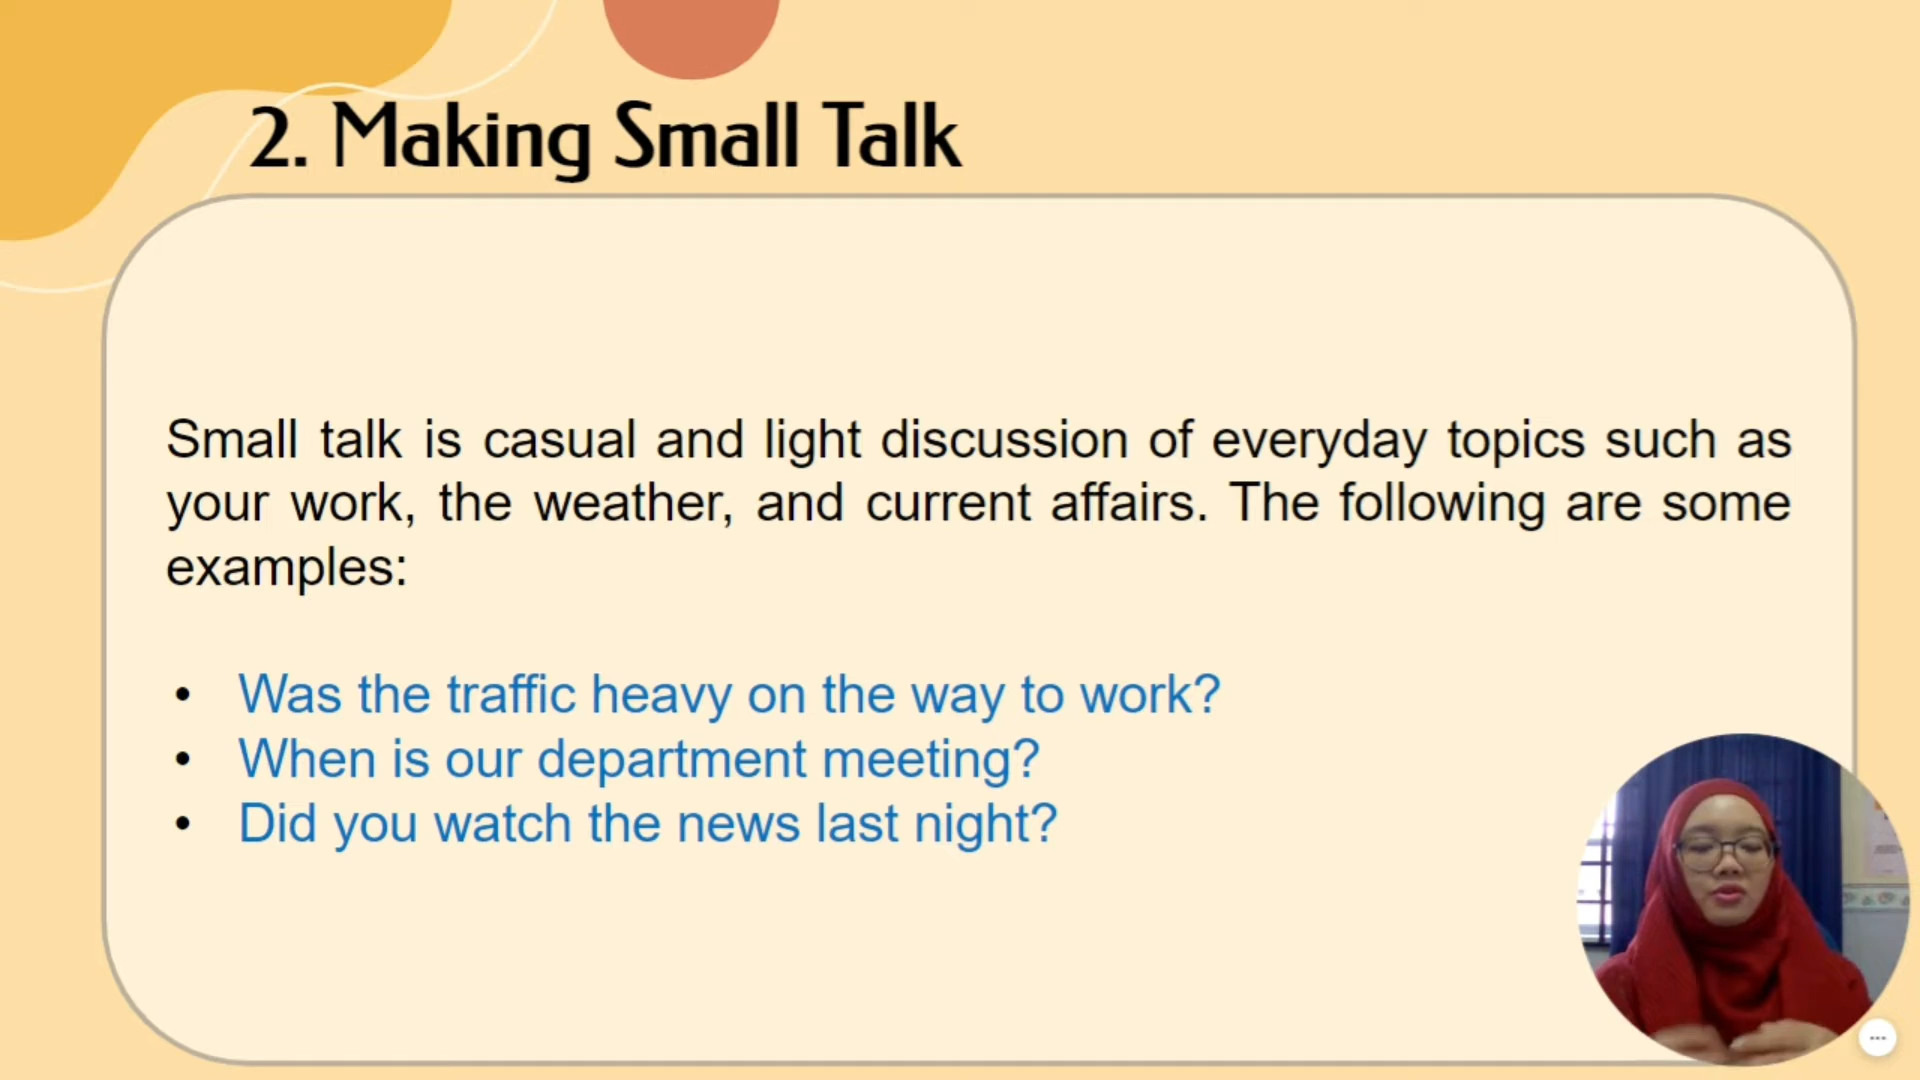 2. Making Small Talk
Small talk is casual and light discussion of everyday topics such as
your work, the weather, and current affairs. The following are some
examples:
• Was the traffic heavy on the way to work?
• When is our department meeting?
• Did you watch the news last night?